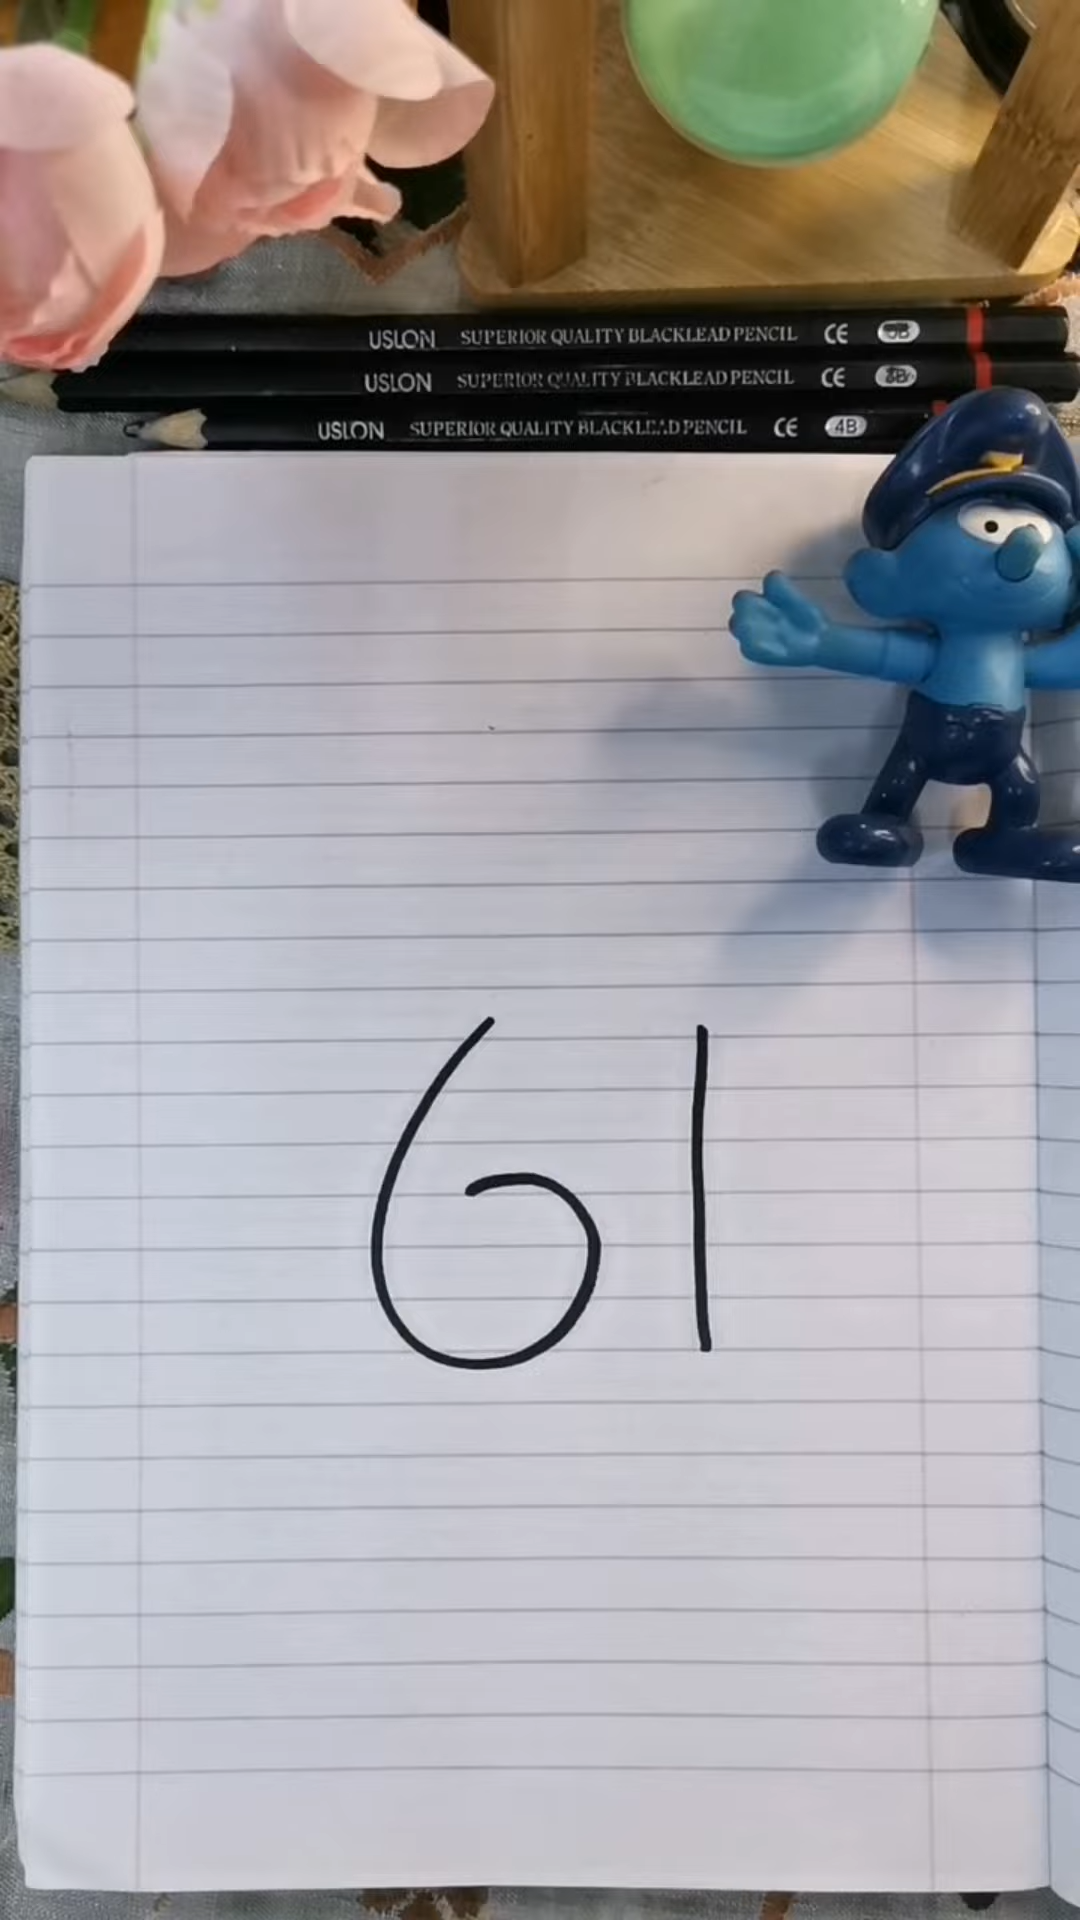 USLON SUPERIOR QUALITY BLACKLEAD PENCIL CE
USLON SUPERIOR QUALITY BLACKLEAD PENCIL CE
USLON SUPERIOR QUALITY BLACKLEAD PENCIL CE 4B
61